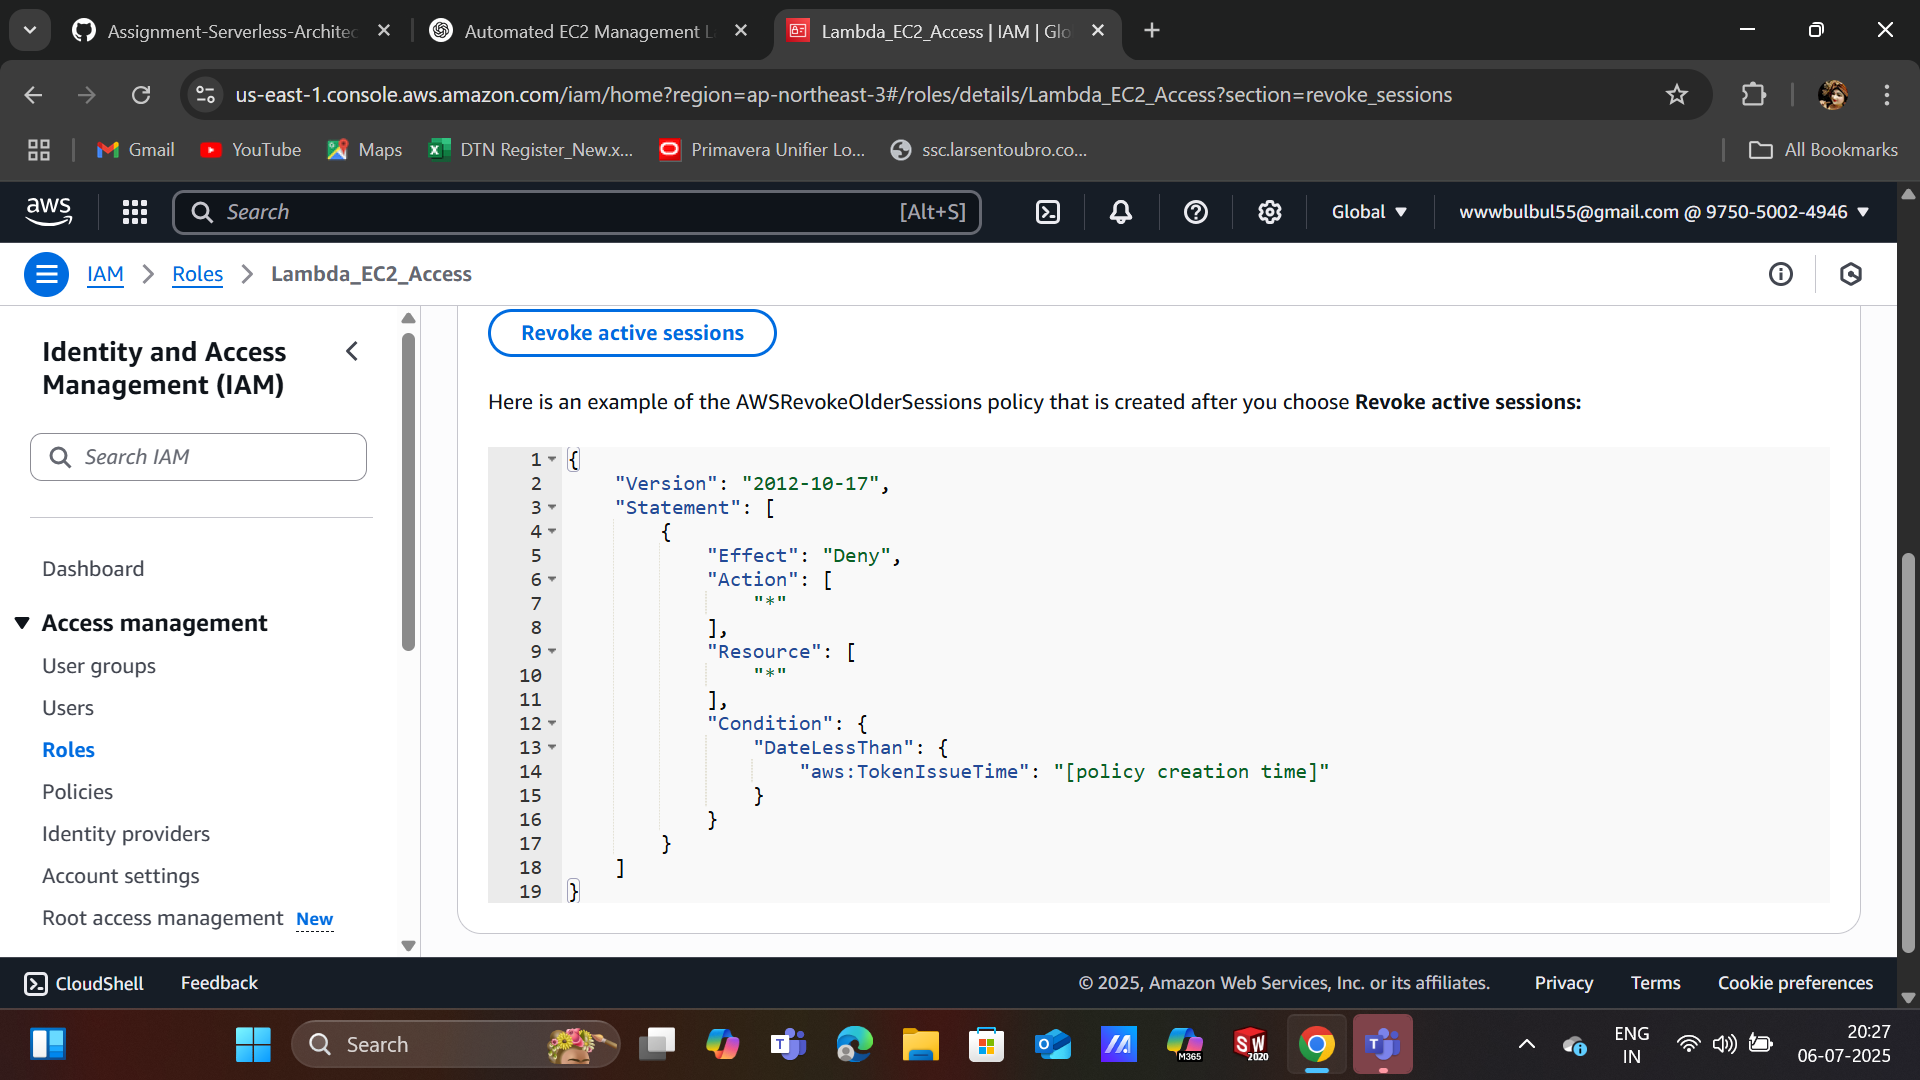 Assignment-Serverless-Architec
Automated EC2 Management L
Lambda_EC2_Access | IAM | Glo
us-east-1.console.aws.amazon.com/iam/home?region=ap-northeast-3#/roles/details/Lambda_EC2_Access?section=revoke_sessions
Gmail
YouTube
Maps
DTN Register_New.x...
Primavera Unifier Lo...
ssc.larsentoubro.co...
All Bookmarks
aws
Search
[Alt+S]
Global
wwwbulbul55@gmail.com @ 9750-5002-4946
IAM
Roles
Lambda_EC2_Access
Identity and Access
Management (IAM)
Search IAM
Dashboard
Access management
User groups
Users
Roles
Policies
Identity providers
Account settings
Root access management New
Revoke active sessions
Here is an example of the AWSRevokeOlderSessions policy that is created after you choose Revoke active sessions:
1 {
2 "Version": "2012-10-17",
3 "Statement": [
4 {
5 "Effect": "Deny",
6 "Action": [
7 "*"
8 ],
9 "Resource": [
10 "*"
11 ],
12 "Condition": {
13 "DateLessThan": {
14 "aws:TokenIssueTime": "[policy creation time]"
15 }
16 }
17 }
18 ]
19 }
CloudShell
Feedback
© 2025, Amazon Web Services, Inc. or its affiliates.
Privacy
Terms
Cookie preferences
Search
T
M365
SW
2020
T
ENG
IN
20:27
06-07-2025